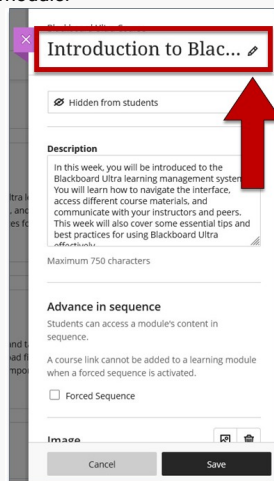 Introduction to Blac...
Hidden from students
Description
In this week, you will be introduced to the
Blackboard Ultra learning management system
You will learn how to navigate the interface,
access different course materials, and
communicate with your instructors and peers.
This week will also cover some essential tips and
best practices for using Blackboard Ultra
effectively
Maximum 750 characters
Advance in sequence
Students can access a module's content in
sequence.
A course link cannot be added to a learning module
when a forced sequence is activated.
Forced Sequence
Image
Cancel
Save